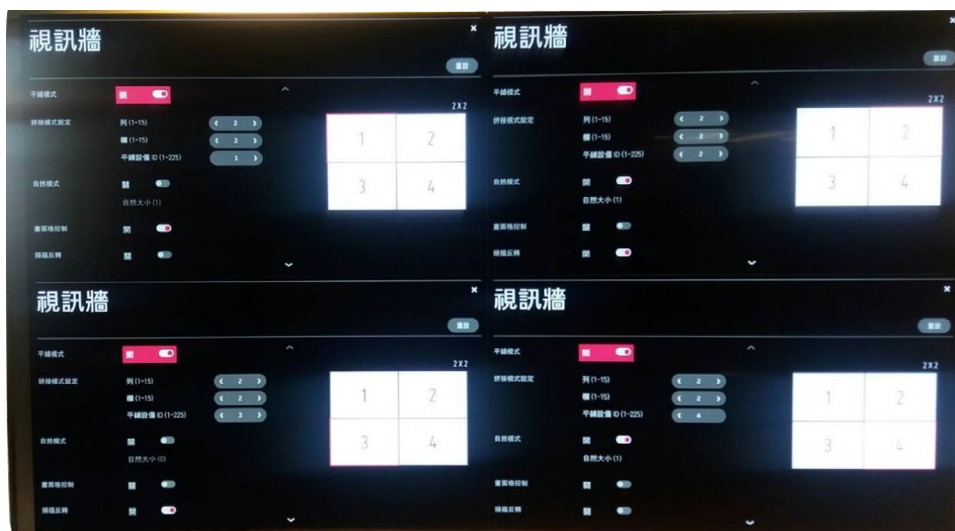 視訊牆
重設
平鋪模式
開
2X2
拼接模式設定
列 (1-15)
2
欄 (1-15)
2
平鋪設備 ID (1-225)
1
1 2
3 4
自然模式
關
自然大小 (1)
畫面格控制
開
掃描反轉
關
視訊牆
重設
平鋪模式
開
2X2
拼接模式設定
列 (1-15)
2
欄 (1-15)
2
平鋪設備 ID (1-225)
2
1 2
3 4
自然模式
開
自然大小 (1)
畫面格控制
關
掃描反轉
開
視訊牆
重設
平鋪模式
開
2X2
拼接模式設定
列 (1-15)
2
欄 (1-15)
2
平鋪設備 ID (1-225)
3
1 2
3 4
自然模式
關
自然大小 (0)
畫面格控制
關
掃描反轉
開
視訊牆
重設
平鋪模式
開
2X2
拼接模式設定
列 (1-15)
2
欄 (1-15)
2
平鋪設備 ID (1-225)
4
1 2
3 4
自然模式
開
自然大小 (1)
畫面格控制
關
掃描反轉
關